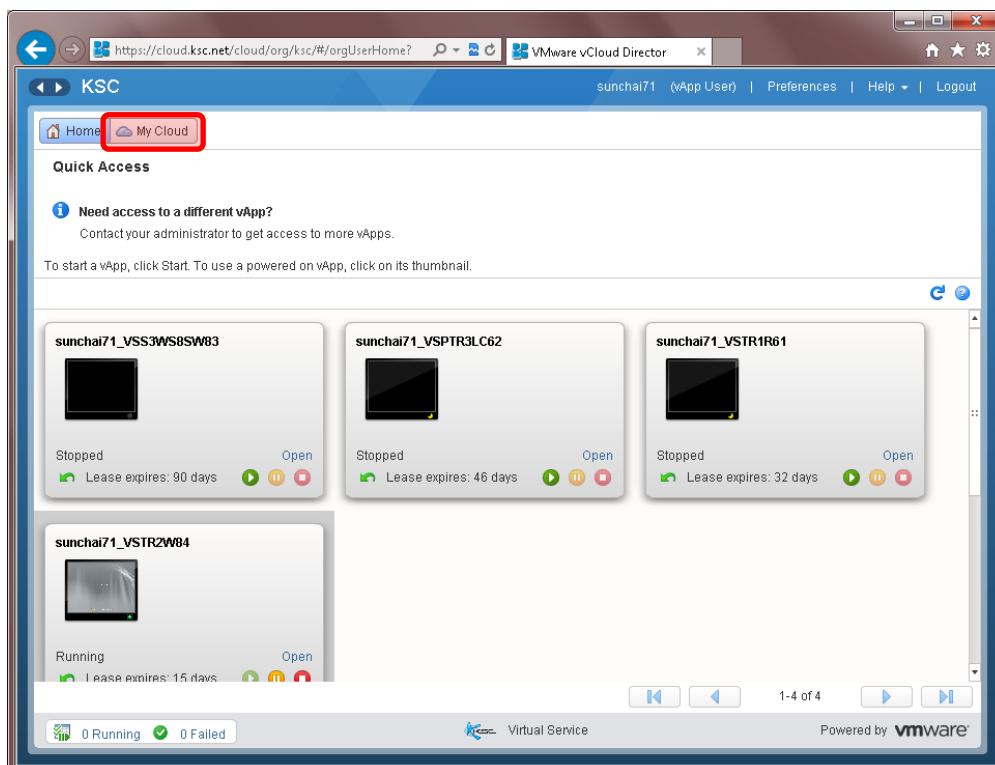 https://cloud.ksc.net/cloud/org/ksc/#/orgUserHome?
VMware vCloud Director
KSC
sunchai71 (vApp User) | Preferences | Help | Logout
Home My Cloud
Quick Access
Need access to a different vApp?
Contact your administrator to get access to more vApps.
To start a vApp, click Start. To use a powered on vApp, click on its thumbnail.
sunchai71_VSS3WS8SW83 sunchai71_VSPTR3LC62 sunchai71_VSTR1R61
Stopped Open Stopped Open Stopped Open
Lease expires: 90 days Lease expires: 46 days Lease expires: 32 days
sunchai71_VSTR2W84
Running Open
Lease expires: 15 days
1-4 of 4
0 Running 0 Failed KSC Virtual Service Powered by vmware